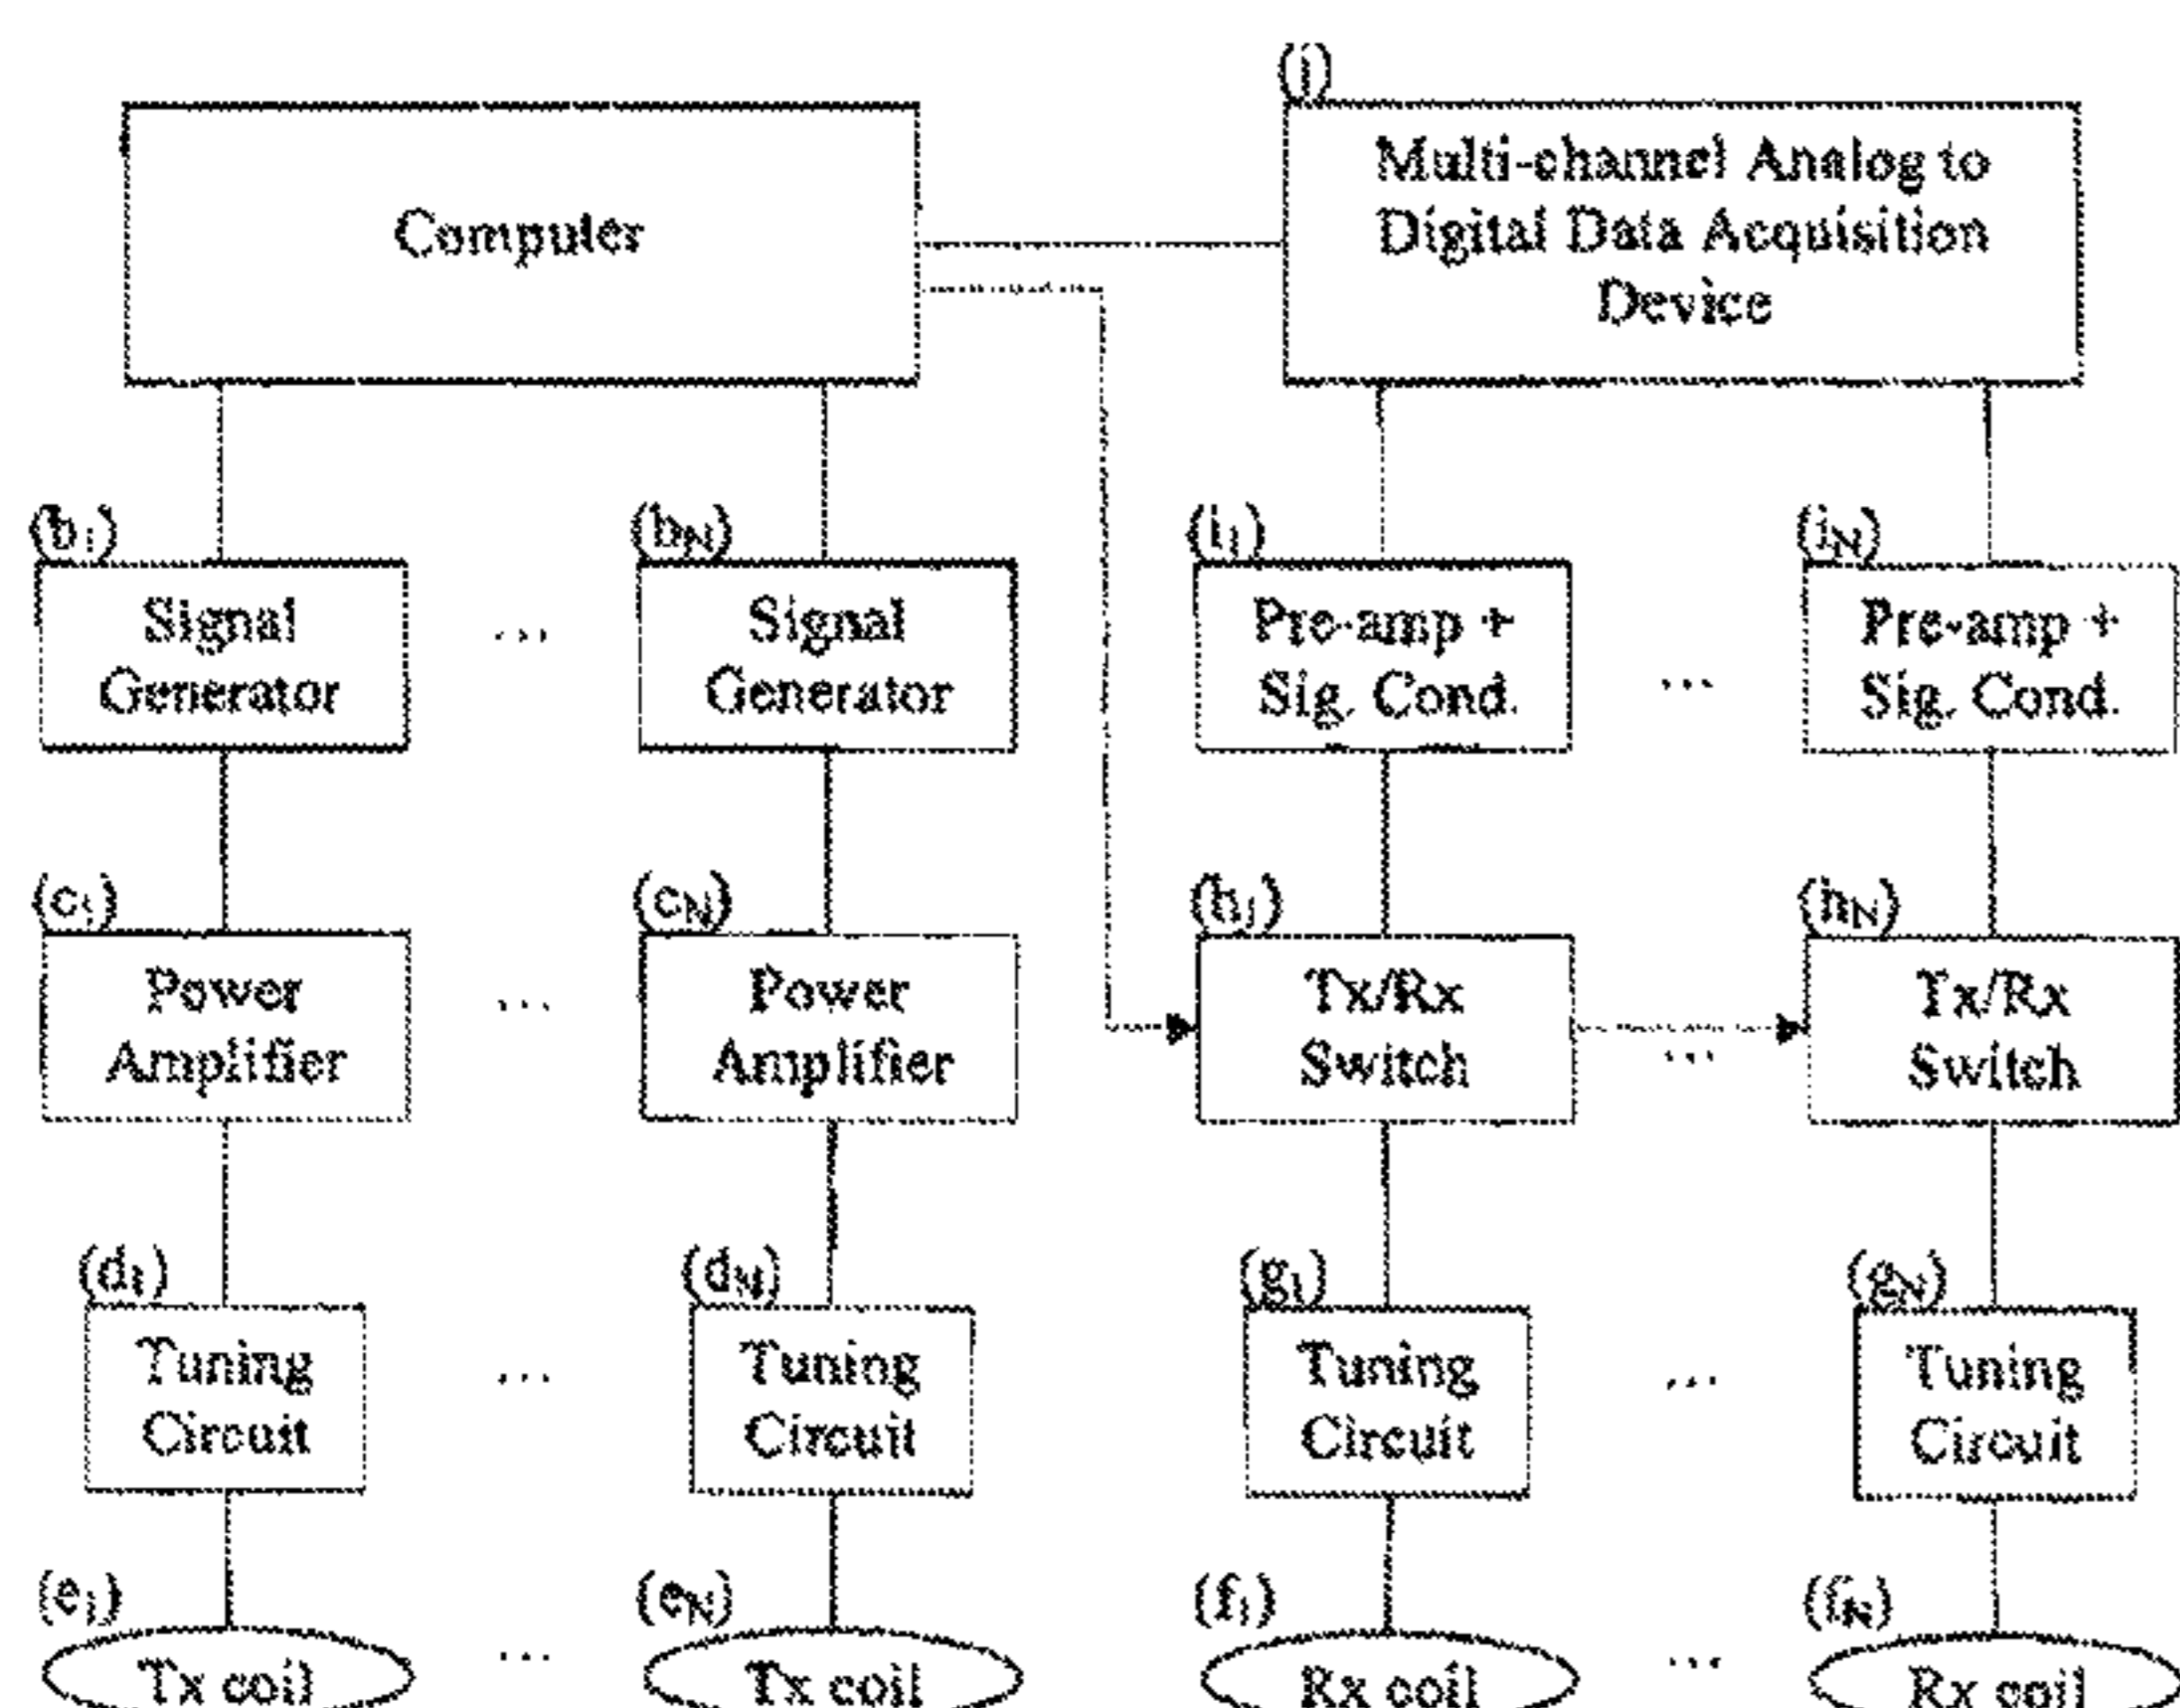 (j)
Computer
Multi-channel Analog to
Digital Data Acquisition
Device
(b1)
(bN)
(i1)
(iN)
Signal
Generator
...
Signal
Generator
Pre-amp +
Sig. Cond.
...
Pre-amp +
Sig. Cond.
(c1)
(cN)
(h1)
(hN)
Power
Amplifier
...
Power
Amplifier
Tx/Rx
Switch
...
Tx/Rx
Switch
(d1)
(dN)
(g1)
(gN)
Tuning
Circuit
...
Tuning
Circuit
Tuning
Circuit
...
Tuning
Circuit
(e1)
(eN)
(f1)
(fN)
Tx coil
...
Tx coil
Rx coil
...
Rx coil